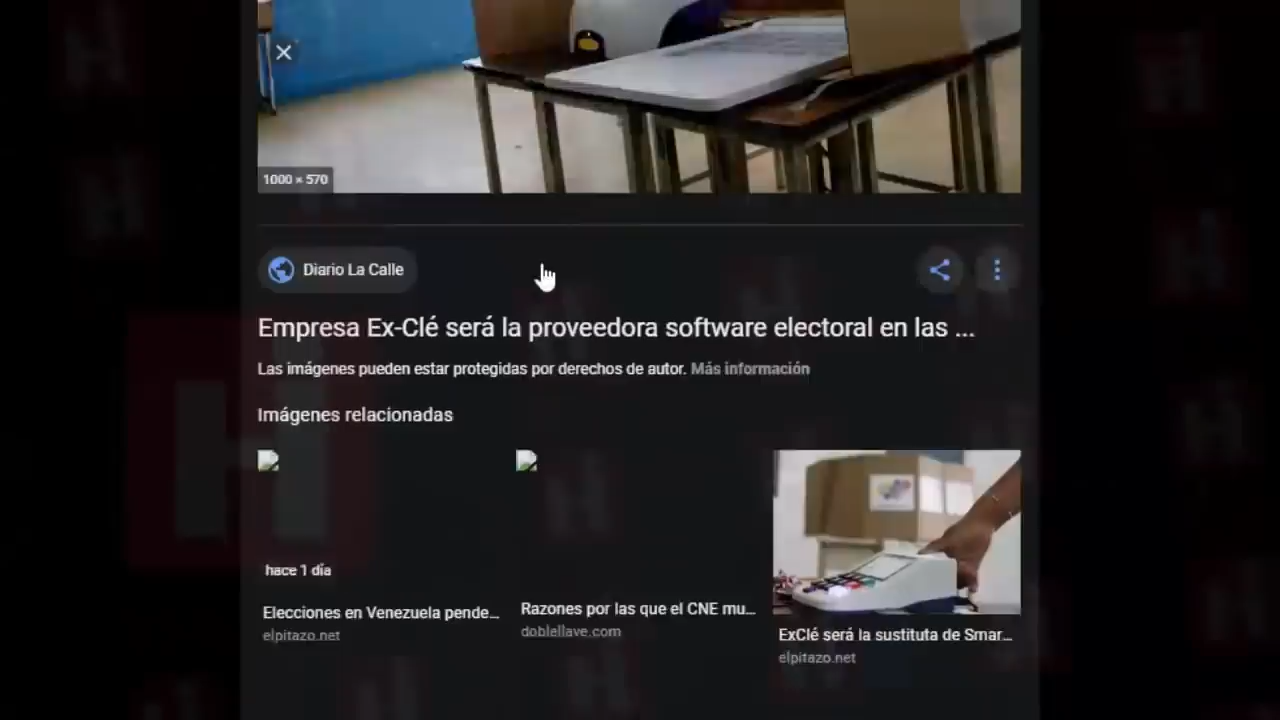 1000 × 570
Diario La Calle
Empresa Ex-Clé será la proveedora software electoral en las ...
Las imágenes pueden estar protegidas por derechos de autor. Más información
Imágenes relacionadas
hace 1 día
Elecciones en Venezuela pende...
elpitazo.net
Razones por las que el CNE mu...
doblellave.com
ExClé será la sustituta de Smar...
elpitazo.net